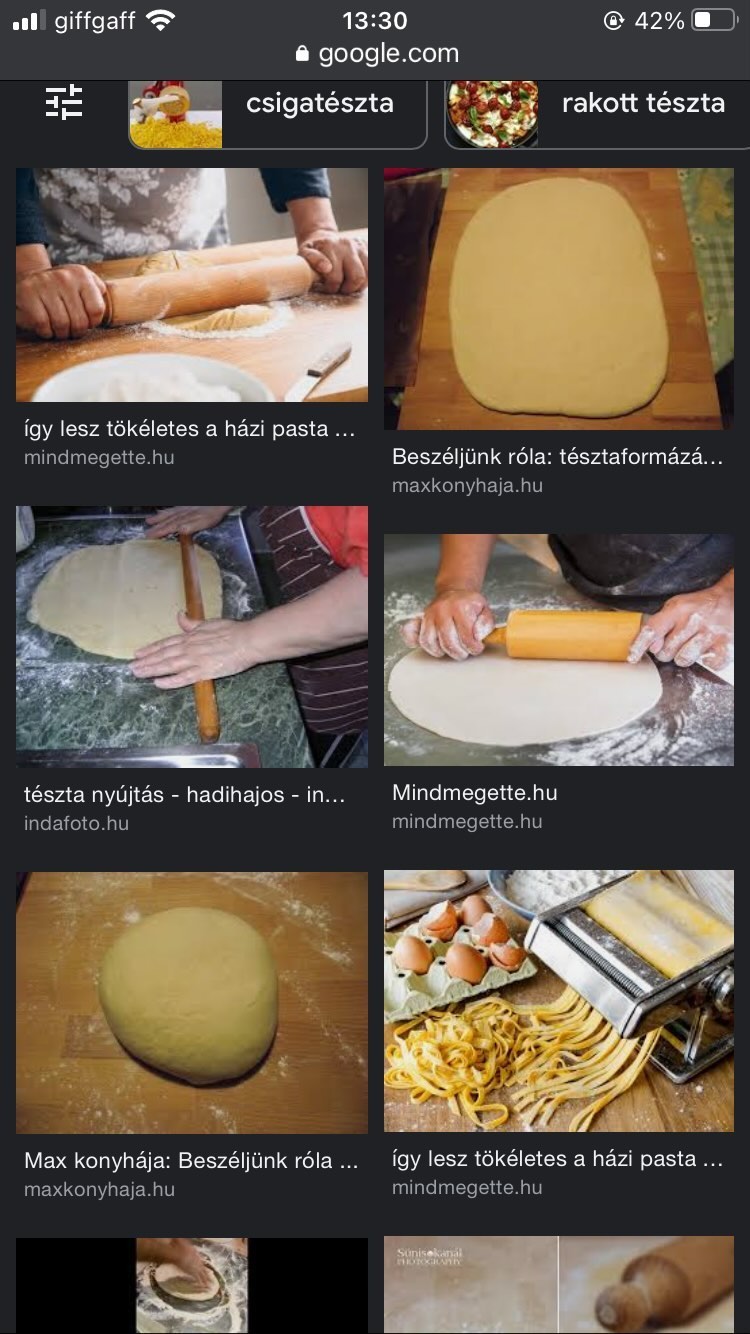 giffgaff
13:30
42%
google.com
csigatészta
rakott tészta
így lesz tökéletes a házi pasta ...
mindmegette.hu
Beszéljünk róla: tésztaformázá...
maxkonyhaja.hu
tészta nyújtás - hadihajos - in...
indafoto.hu
Mindmegette.hu
mindmegette.hu
Max konyhája: Beszéljünk róla ...
maxkonyhaja.hu
így lesz tökéletes a házi pasta ...
mindmegette.hu
Sünis kanál
PHOTOGRAPHY